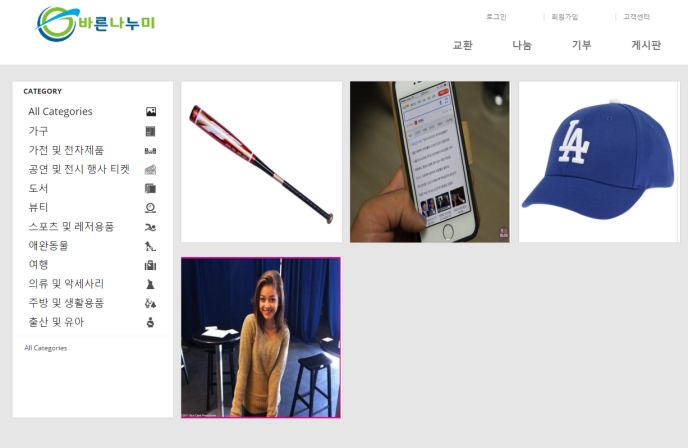 바른나누미
로그인 | 회원가입 | 고객센터
교환 나눔 기부 게시판
CATEGORY
All Categories
가구
가전 및 전자제품
공연 및 전시 행사 티켓
도서
뷰티
스포츠 및 레저용품
애완동물
여행
의류 및 악세사리
주방 및 생활용품
출산 및 유아
All Categories
LA